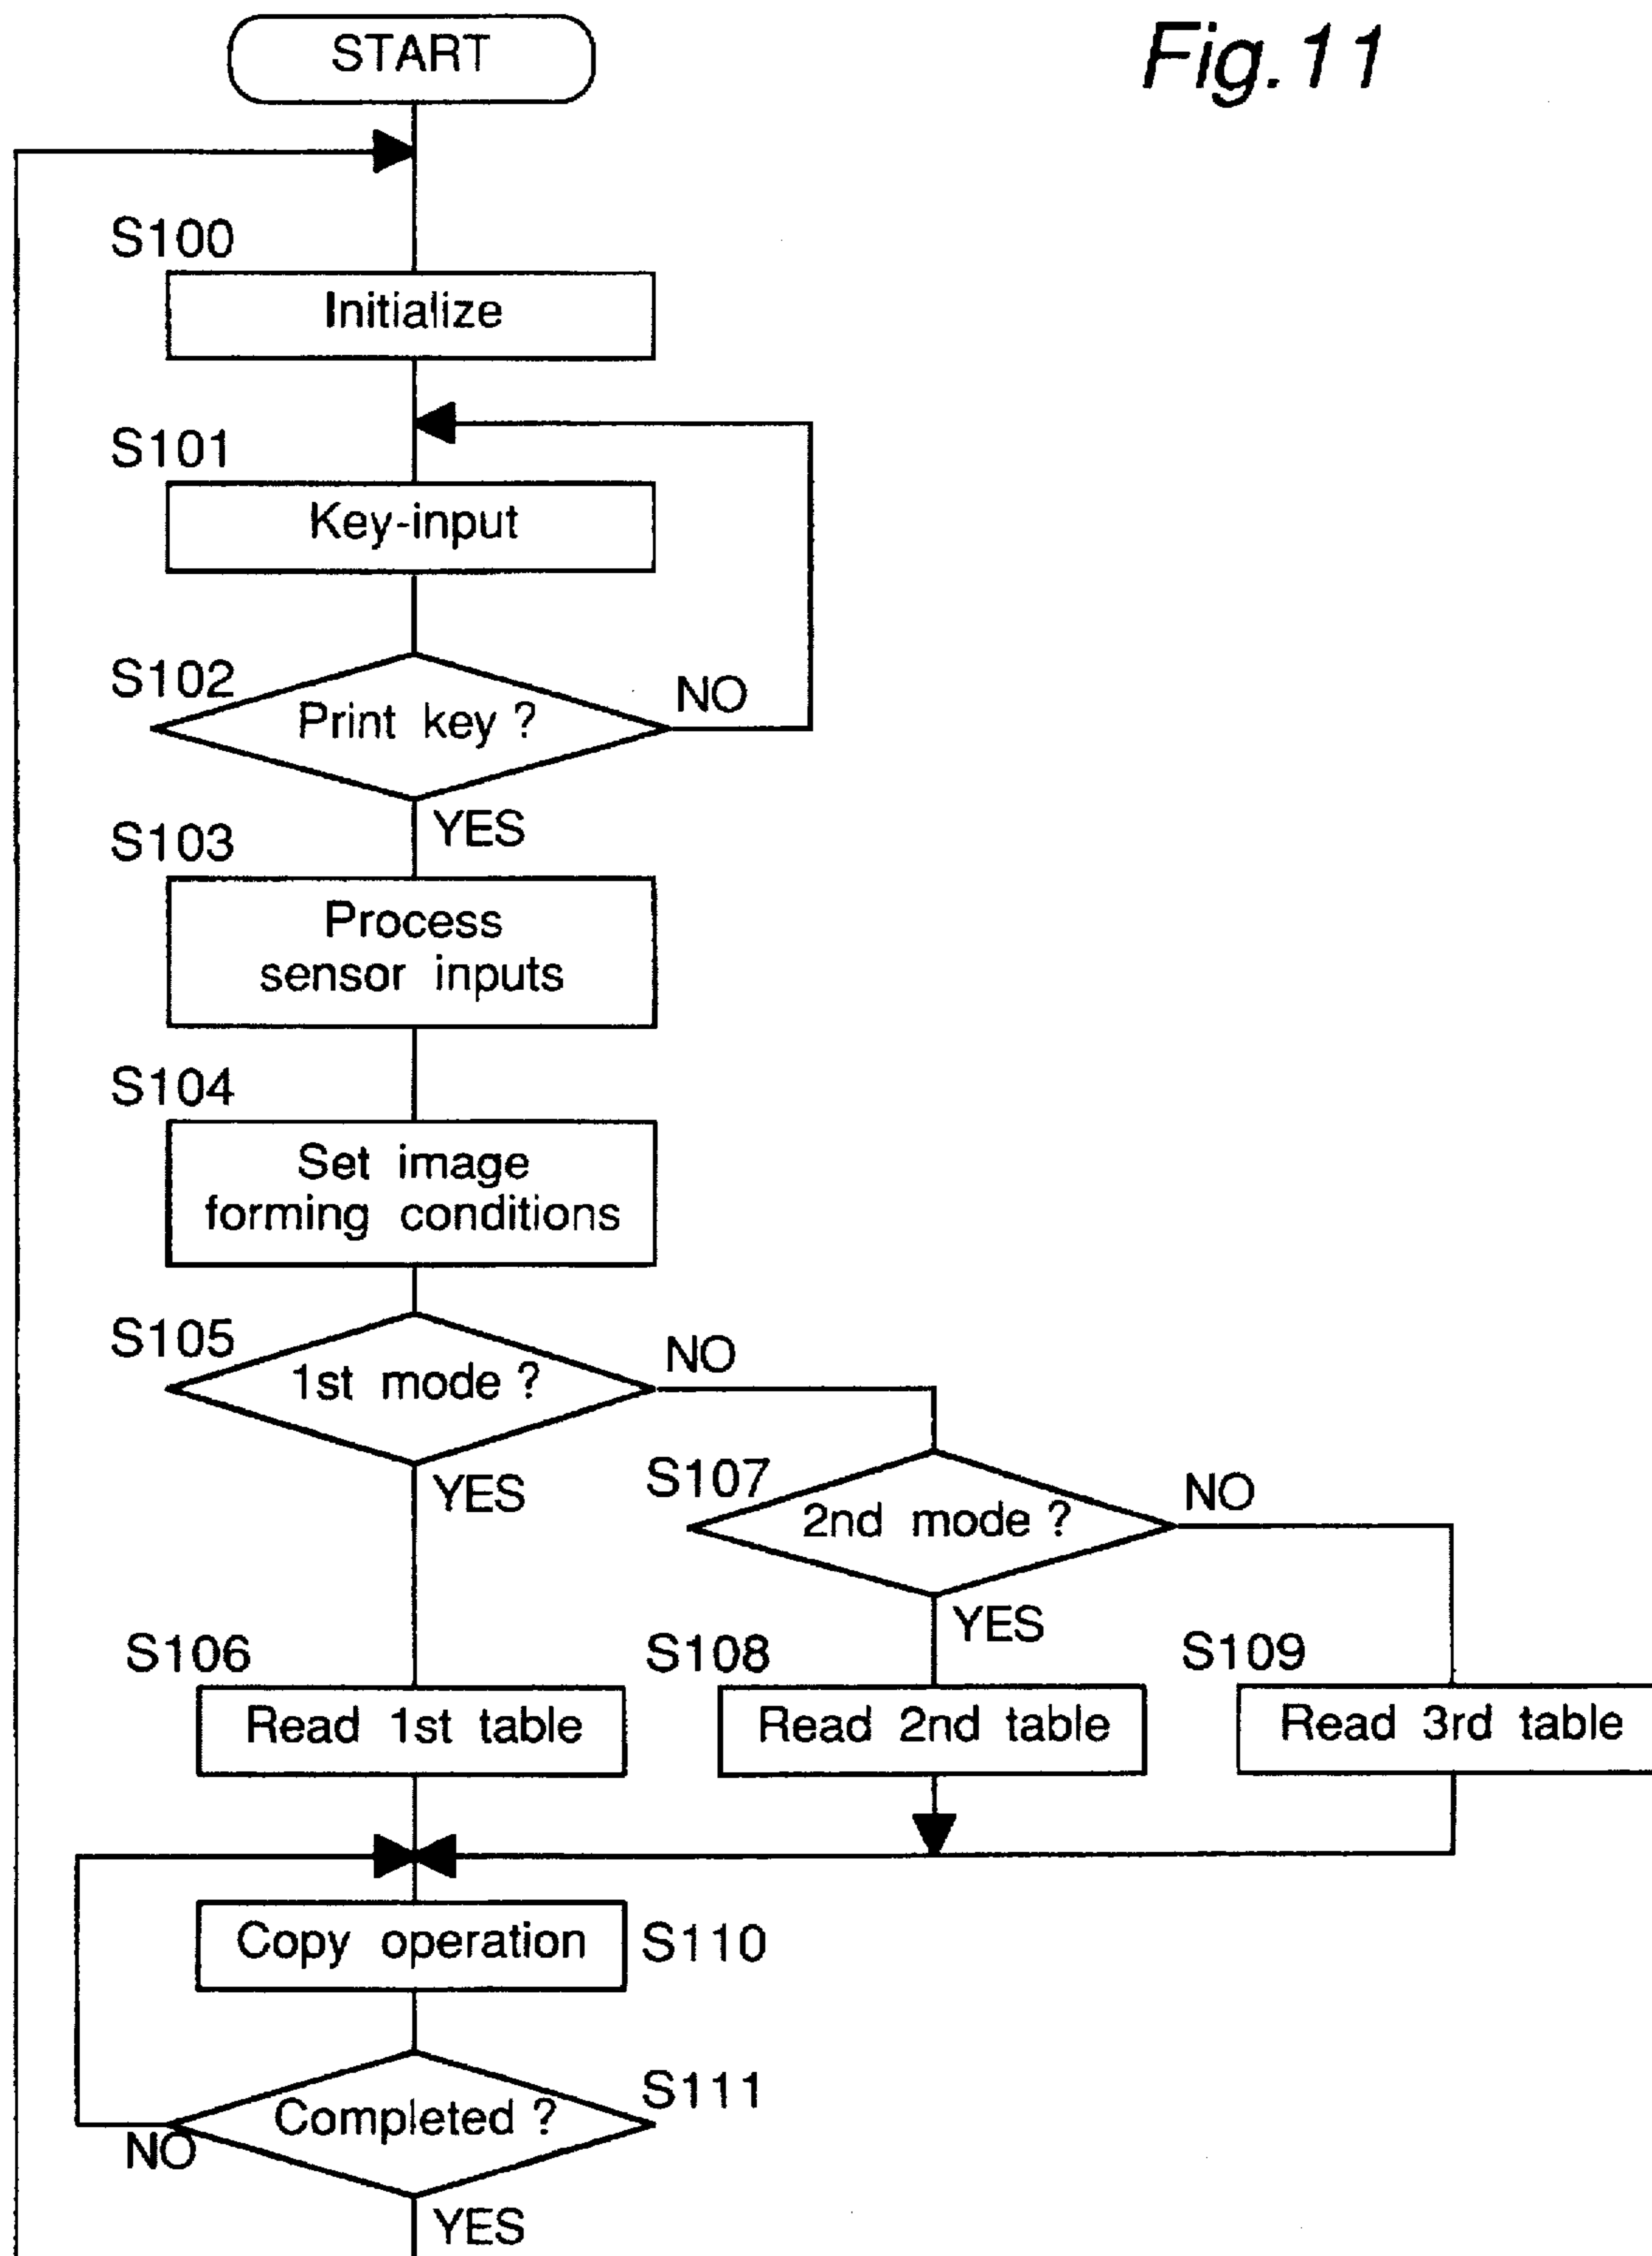 START
Fig.11
S100
Initialize
S101
Key-input
S102
Print key ?
NO
YES
S103
Process
sensor inputs
S104
Set image
forming conditions
S105
1st mode ?
NO
YES
S107
2nd mode ?
NO
YES
S106
Read 1st table
S108
Read 2nd table
S109
Read 3rd table
Copy operation
S110
S111
Completed ?
NO
YES